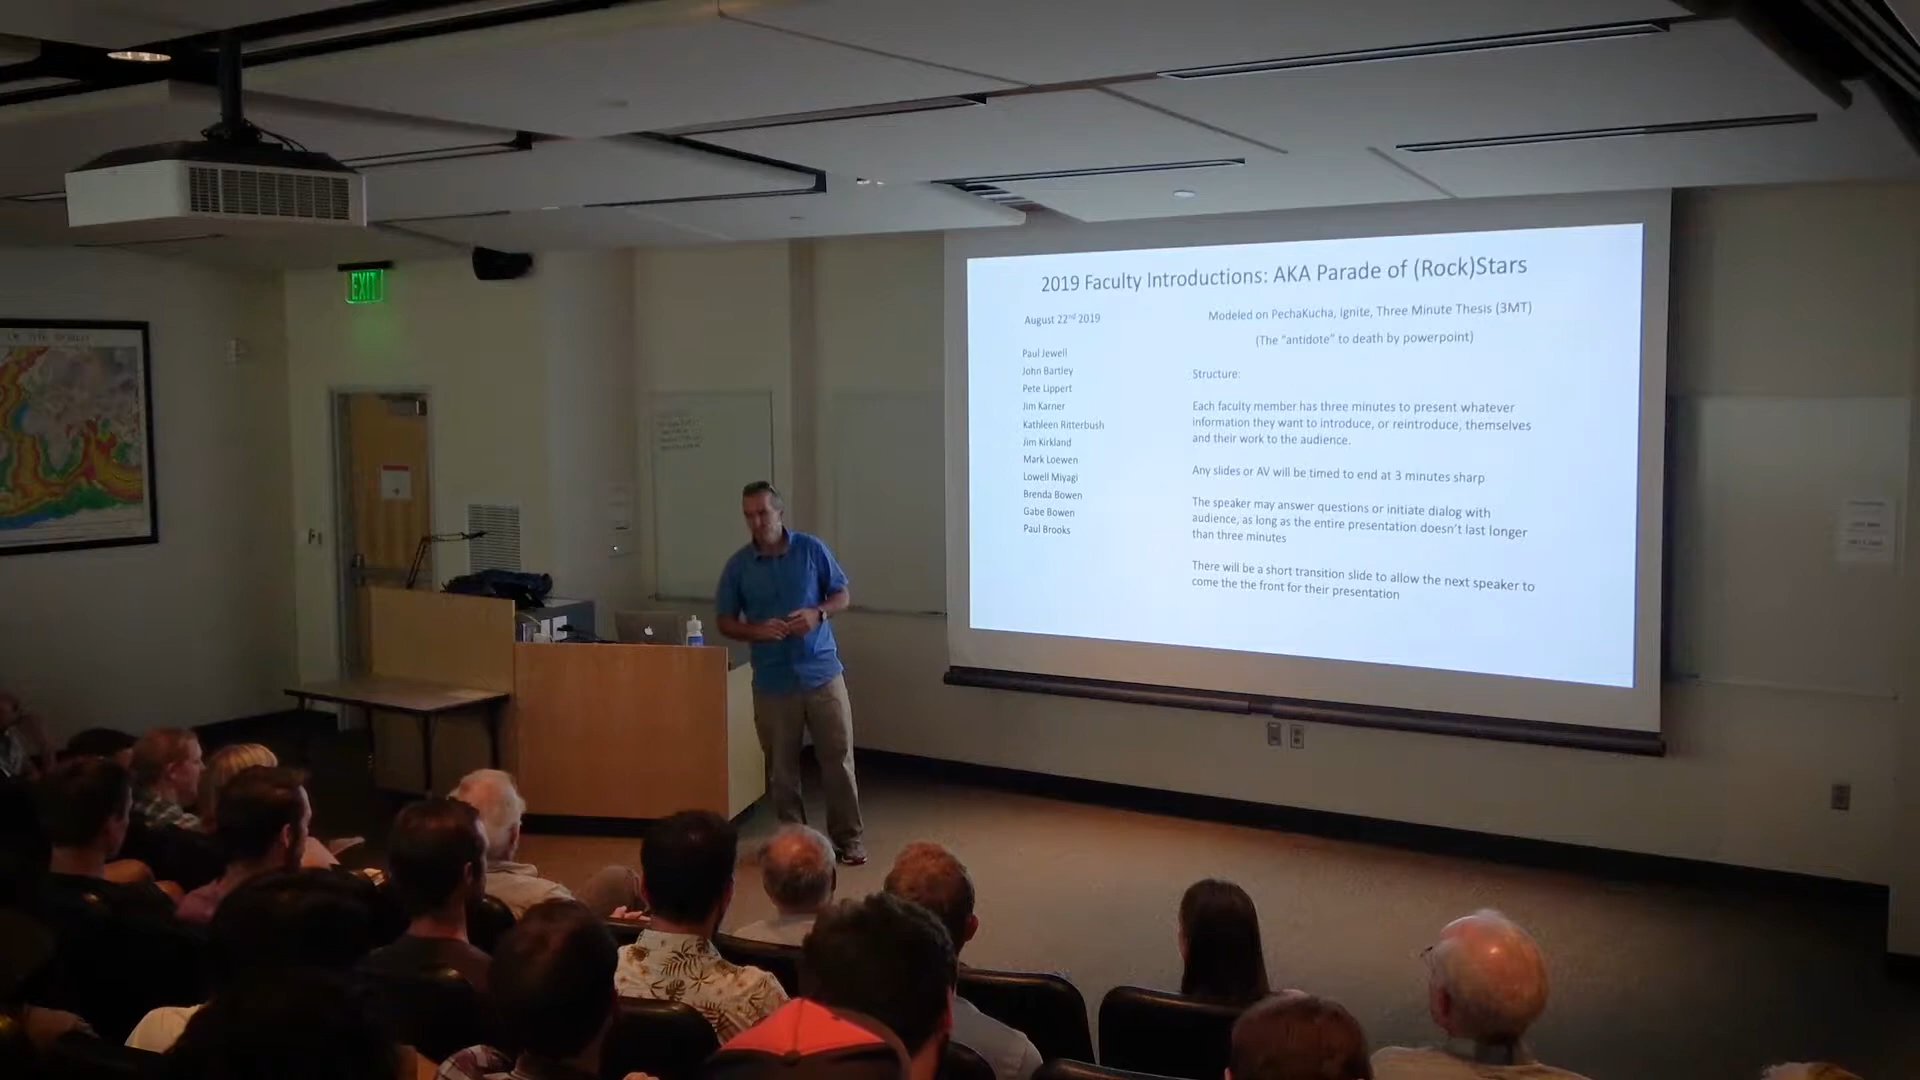 EXIT
2019 Faculty Introductions: AKA Parade of (Rock)Stars
August 22nd 2019
Paul Jewell
John Bartley
Pete Lippert
Jim Karner
Kathleen Ritterbush
Jim Kirkland
Mark Loewen
Lowell Miyagi
Brenda Bowen
Gabe Bowen
Paul Brooks
Modeled on PechaKucha, Ignite, Three Minute Thesis (3MT)
(The "antidote" to death by powerpoint)
Structure:
Each faculty member has three minutes to present whatever
information they want to introduce, or reintroduce, themselves
and their work to the audience.
Any slides or AV will be timed to end at 3 minutes sharp
The speaker may answer questions or initiate dialog with
audience, as long as the entire presentation doesn't last longer
than three minutes
There will be a short transition slide to allow the next speaker to
come the the front for their presentation